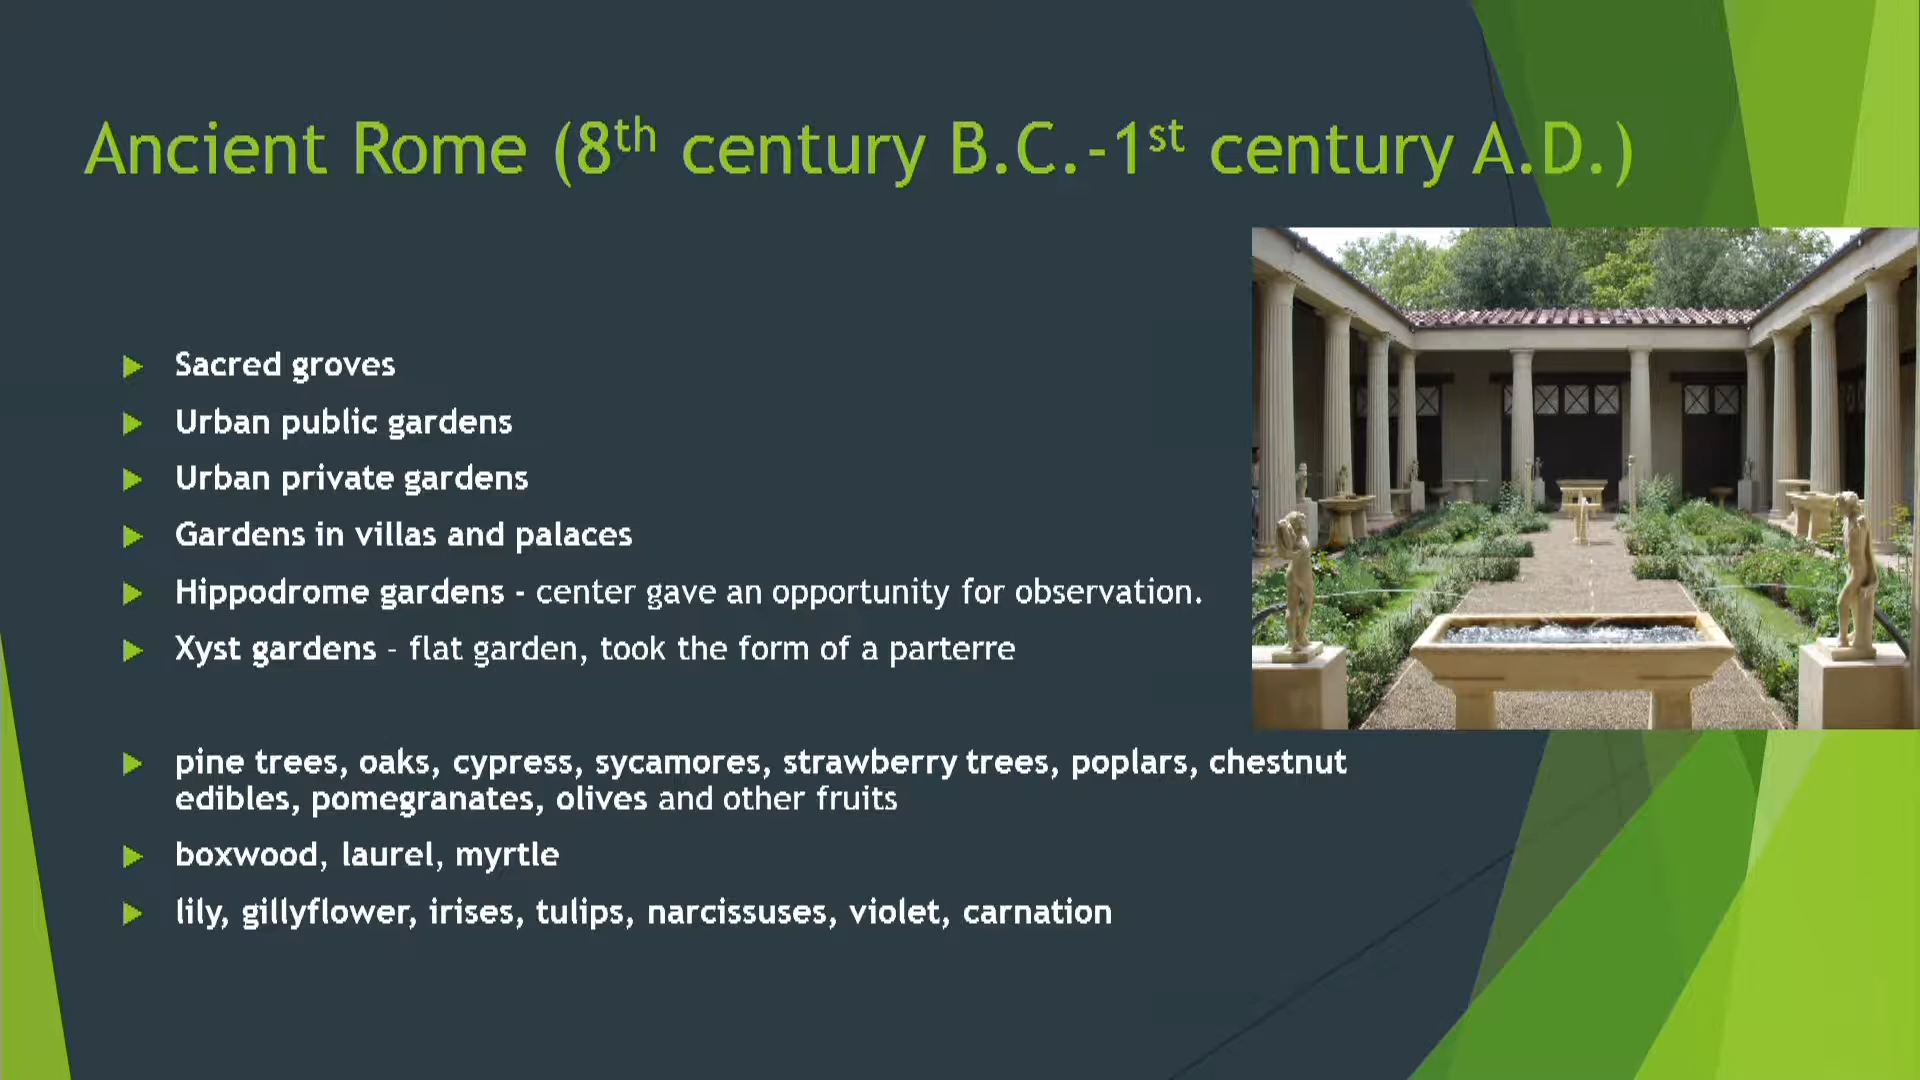 Ancient Rome (8th century B.C.-1st century A.D.)
Sacred groves
Urban public gardens
Urban private gardens
Gardens in villas and palaces
Hippodrome gardens - center gave an opportunity for observation.
Xyst gardens – flat garden, took the form of a parterre
pine trees, oaks, cypress, sycamores, strawberry trees, poplars, chestnut
edibles, pomegranates, olives and other fruits
boxwood, laurel, myrtle
lily, gillyflower, irises, tulips, narcissuses, violet, carnation